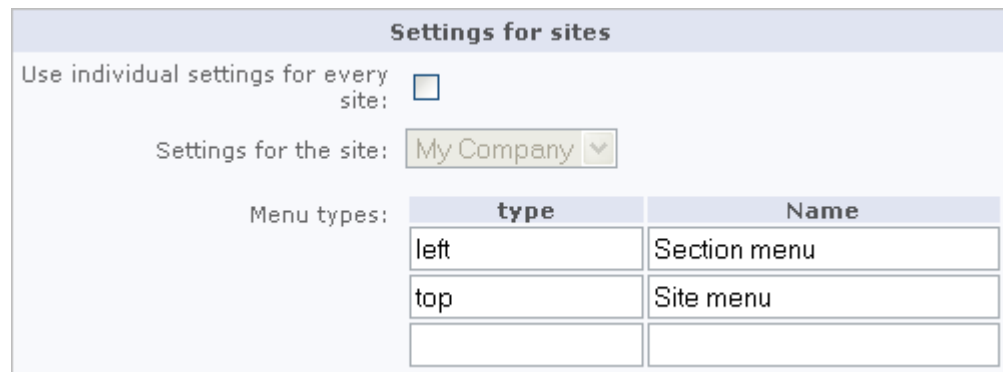 Settings for sites
Use individual settings for every
site:
Settings for the site: My Company
Menu types: type Name
left Section menu
top Site menu